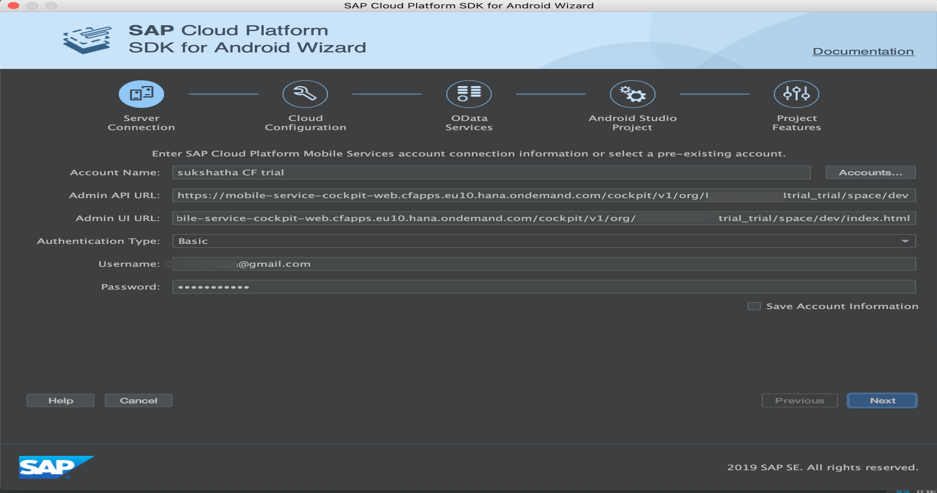 SAP Cloud Platform SDK for Android Wizard
SAP Cloud Platform
SDK for Android Wizard
Documentation
Server Connection
Cloud Configuration
OData Services
Android Studio Project
Project Features
Enter SAP Cloud Platform Mobile Services account connection information or select a pre-existing account.
Account Name: sukshatha CF trial Accounts...
Admin API URL: https://mobile-service-cockpit-web.cfapps.eu10.hana.ondemand.com/cockpit/v1/org/ trial_trial/space/dev
Admin UI URL: bile-service-cockpit-web.cfapps.eu10.hana.ondemand.com/cockpit/v1/org/ trial_trial/space/dev/index.html
Authentication Type: Basic
Username: @gmail.com
Password: •••••••••••
Save Account Information
Help Cancel Previous Next
SAP 2019 SAP SE. All rights reserved.